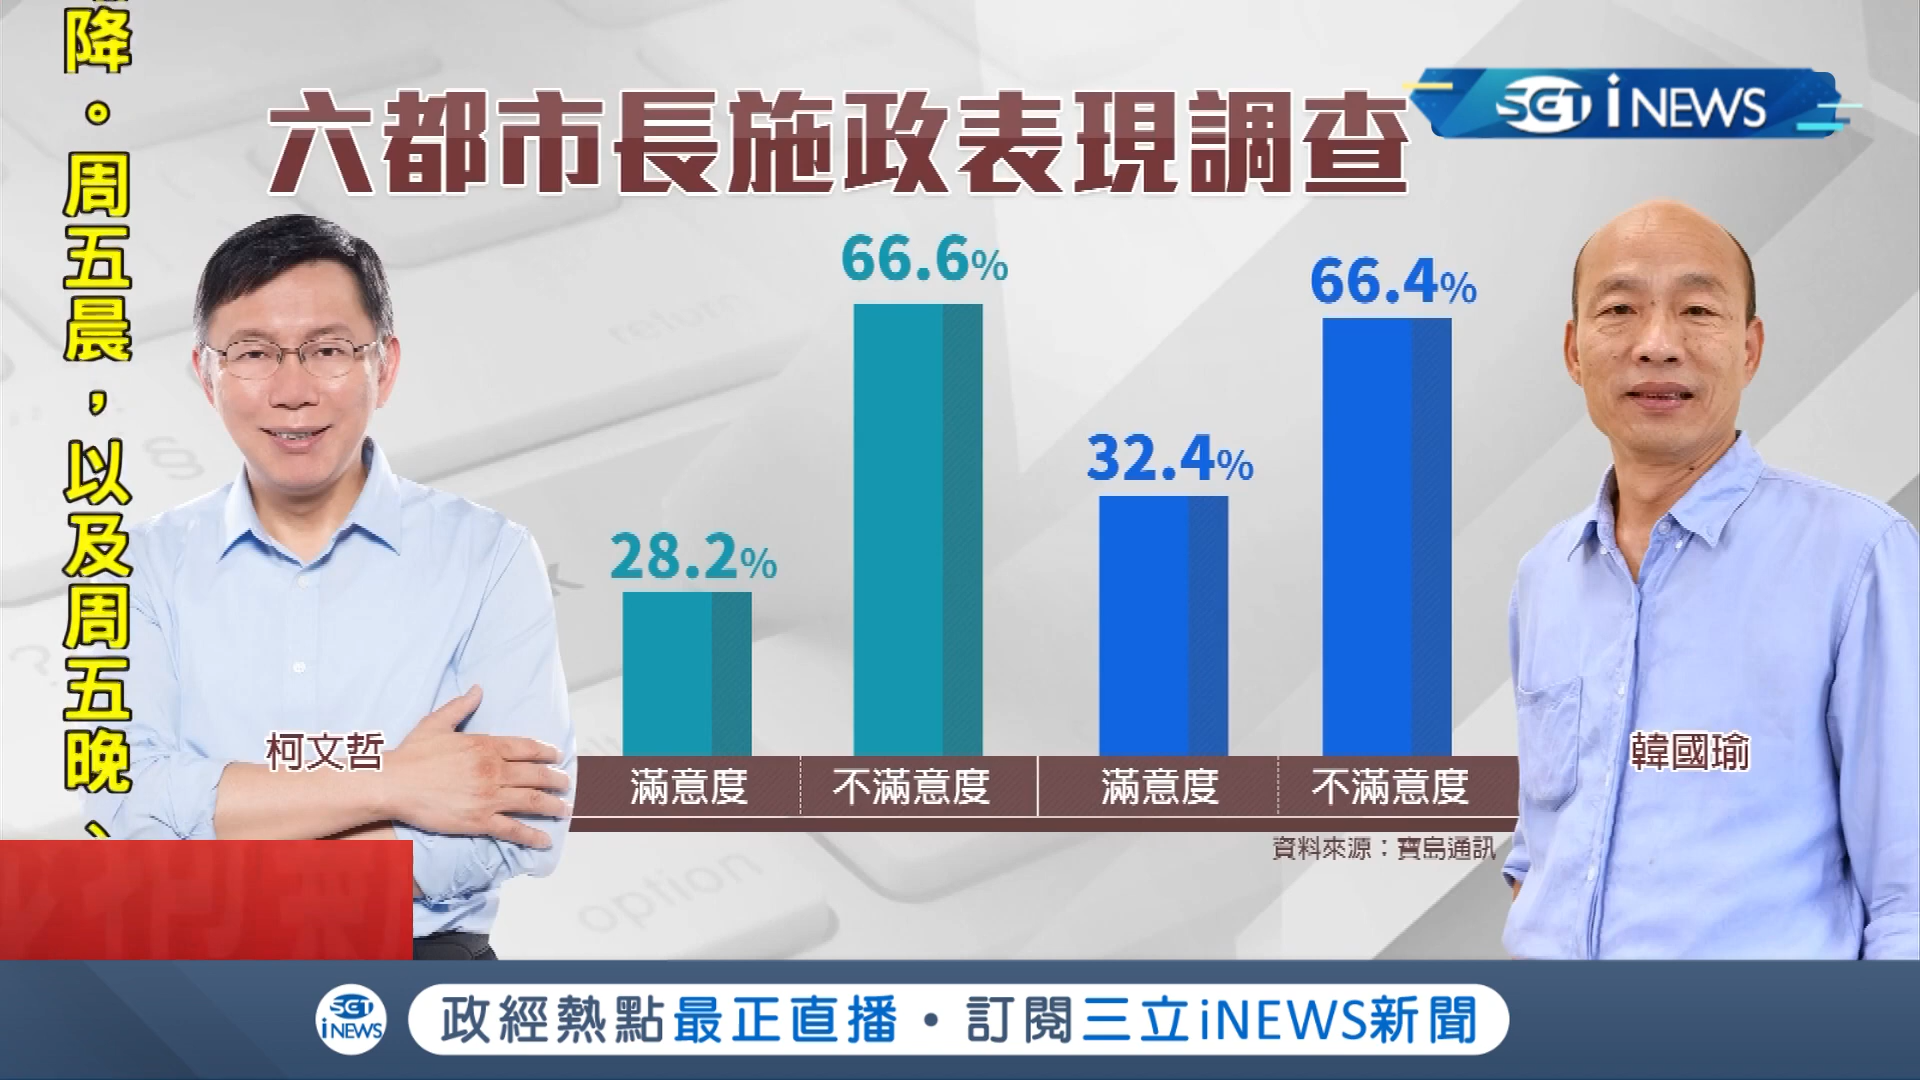 降。周五晨，以及周五晚、
六都市長施政表現調查
SET iNEWS
66.6%
66.4%
32.4%
28.2%
柯文哲
韓國瑜
滿意度 不滿意度 滿意度 不滿意度
資料來源：寶島通訊
SET iNEWS
政經熱點最正直播・訂閱三立iNEWS新聞